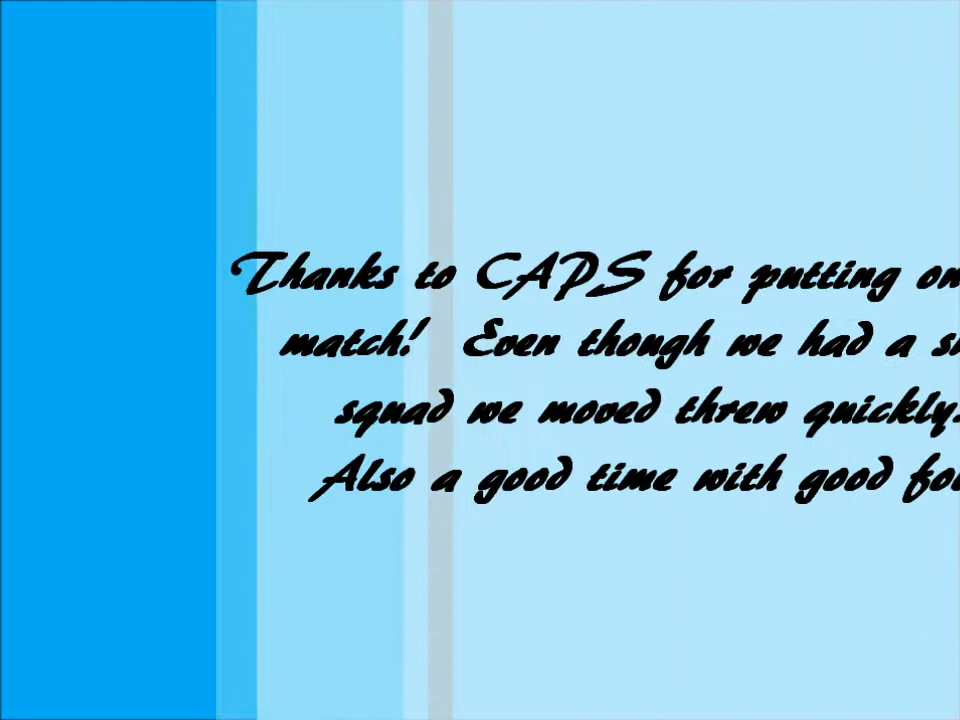 Thanks to CAPS for putting on
match! Even though we had a
squad we moved threw quickly.
Also a good time with good